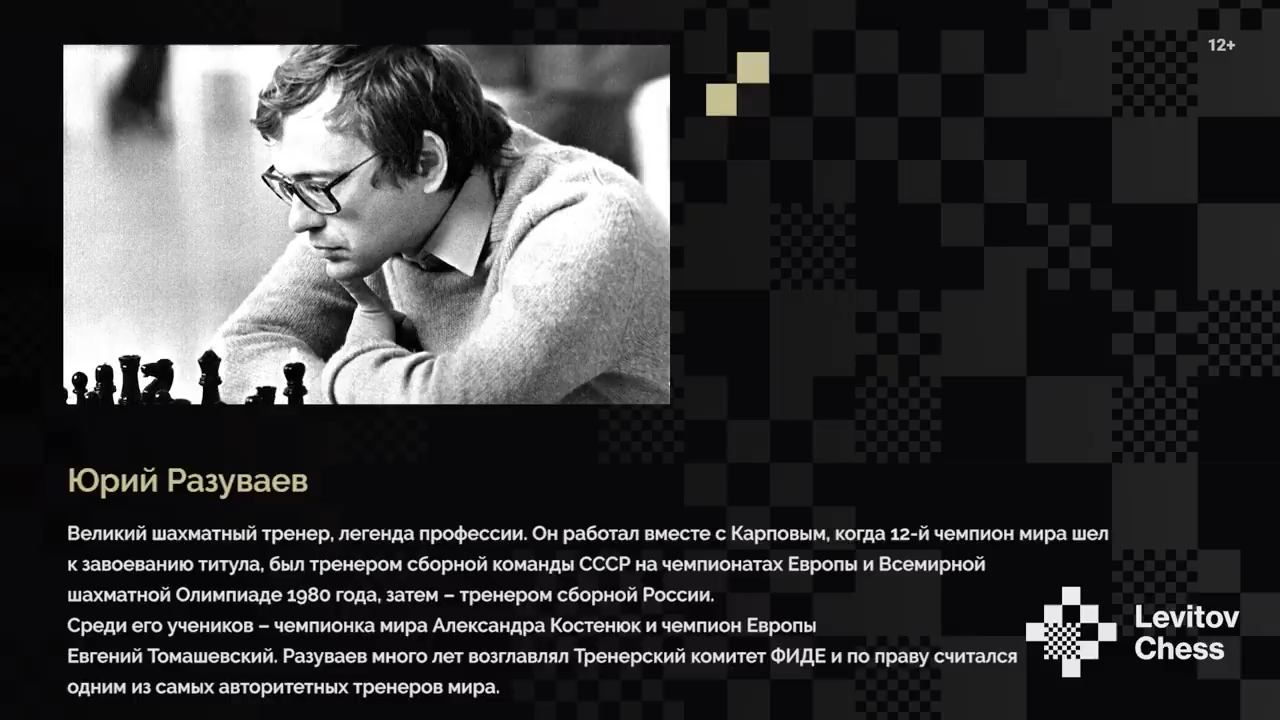 12+
Юрий Разуваев
Великий шахматный тренер, легенда профессии. Он работал вместе с Карповым, когда 12-й чемпион мира шел
к завоеванию титула, был тренером сборной команды СССР на чемпионатах Европы и Всемирной
шахматной Олимпиаде 1980 года, затем – тренером сборной России.
Среди его учеников – чемпионка мира Александра Костенюк и чемпион Европы
Евгений Томашевский. Разуваев много лет возглавлял Тренерский комитет ФИДЕ и по праву считался
одним из самых авторитетных тренеров мира.
Levitov
Chess